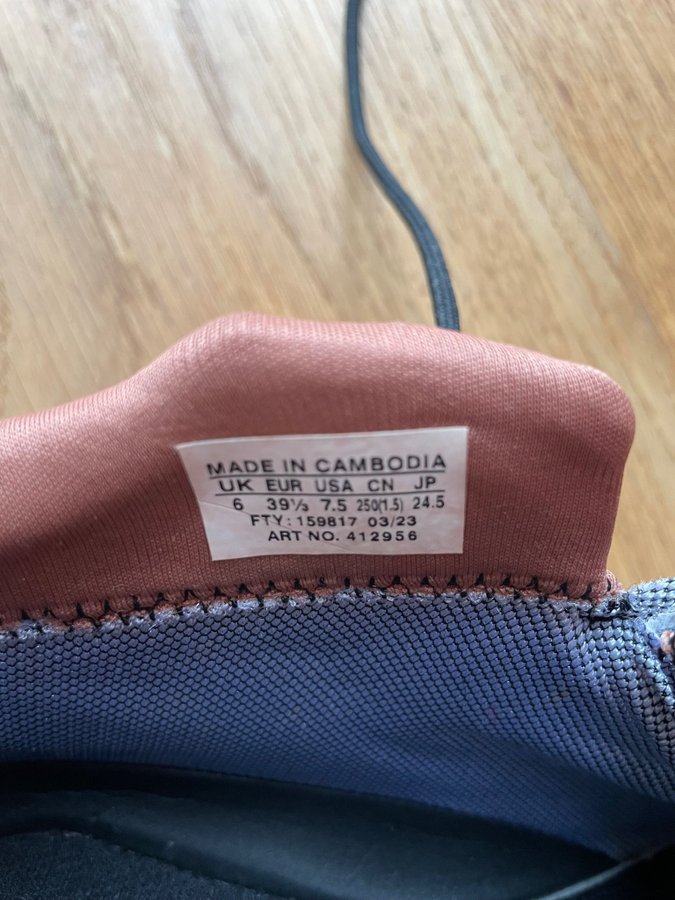 MADE IN CAMBODIA
UK EUR USA CN JP
6 39⅓ 7.5 250(1.5) 24.5
FTY: 159817 03/23
ART NO. 412956